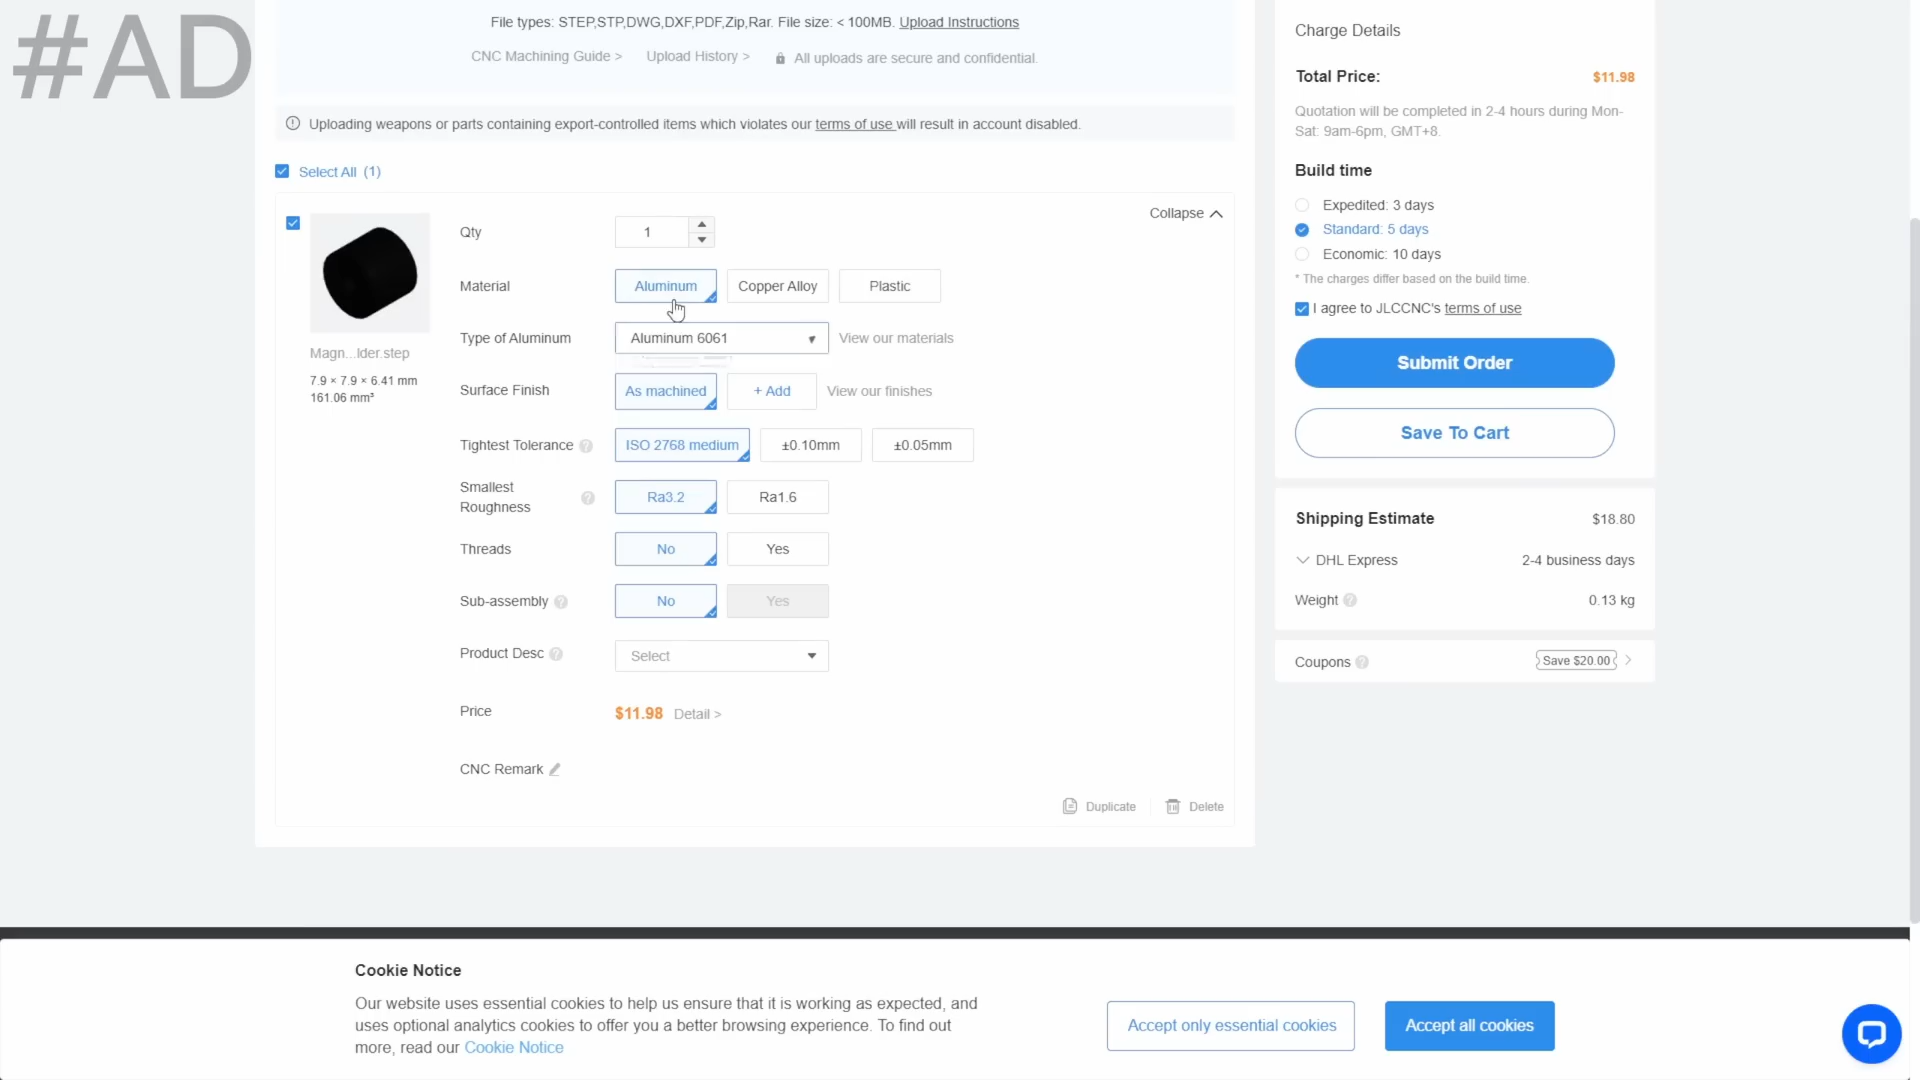 #AD
File types: STEP,STP,DWG,DXF,PDF,Zip,Rar. File size: < 100MB. Upload Instructions
CNC Machining Guide > Upload History > All uploads are secure and confidential.
Uploading weapons or parts containing export-controlled items which violates our terms of use will result in account disabled.
Select All (1)
Collapse
Qty 1
Material Aluminum Copper Alloy Plastic
Type of Aluminum Aluminum 6061 View our materials
Magn...lder.step
7.9 × 7.9 × 6.41 mm
161.06 mm³
Surface Finish As machined + Add View our finishes
Tightest Tolerance ISO 2768 medium ±0.10mm ±0.05mm
Smallest
Roughness Ra3.2 Ra1.6
Threads No Yes
Sub-assembly No Yes
Product Desc Select
Price $11.98 Detail >
CNC Remark
Duplicate Delete
Charge Details
Total Price: $11.98
Quotation will be completed in 2-4 hours during Mon-
Sat: 9am-6pm, GMT+8.
Build time
Expedited: 3 days
Standard: 5 days
Economic: 10 days
* The charges differ based on the build time.
I agree to JLCCNC's terms of use
Submit Order
Save To Cart
Shipping Estimate $18.80
DHL Express 2-4 business days
Weight 0.13 kg
Coupons Save $20.00
Cookie Notice
Our website uses essential cookies to help us ensure that it is working as expected, and
uses optional analytics cookies to offer you a better browsing experience. To find out
more, read our Cookie Notice
Accept only essential cookies
Accept all cookies